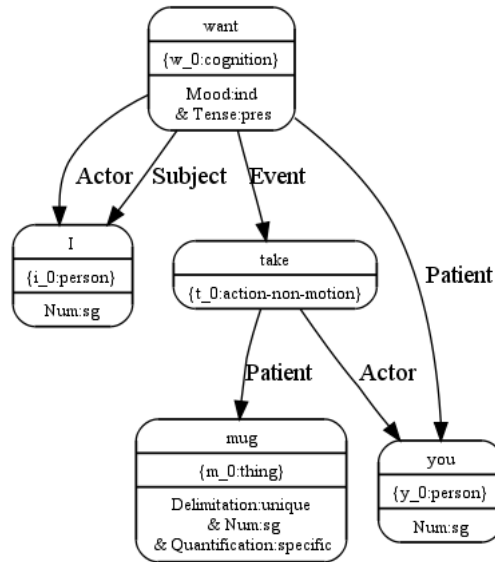 want
{w_0:cognition}
Mood:ind
& Tense:pres
Actor Subject Event
I
{i_0:person}
Num:sg
take
{t_0:action-non-motion}
Patient
Patient Actor
mug
{m_0:thing}
Delimitation:unique
& Num:sg
& Quantification:specific
you
{y_0:person}
Num:sg